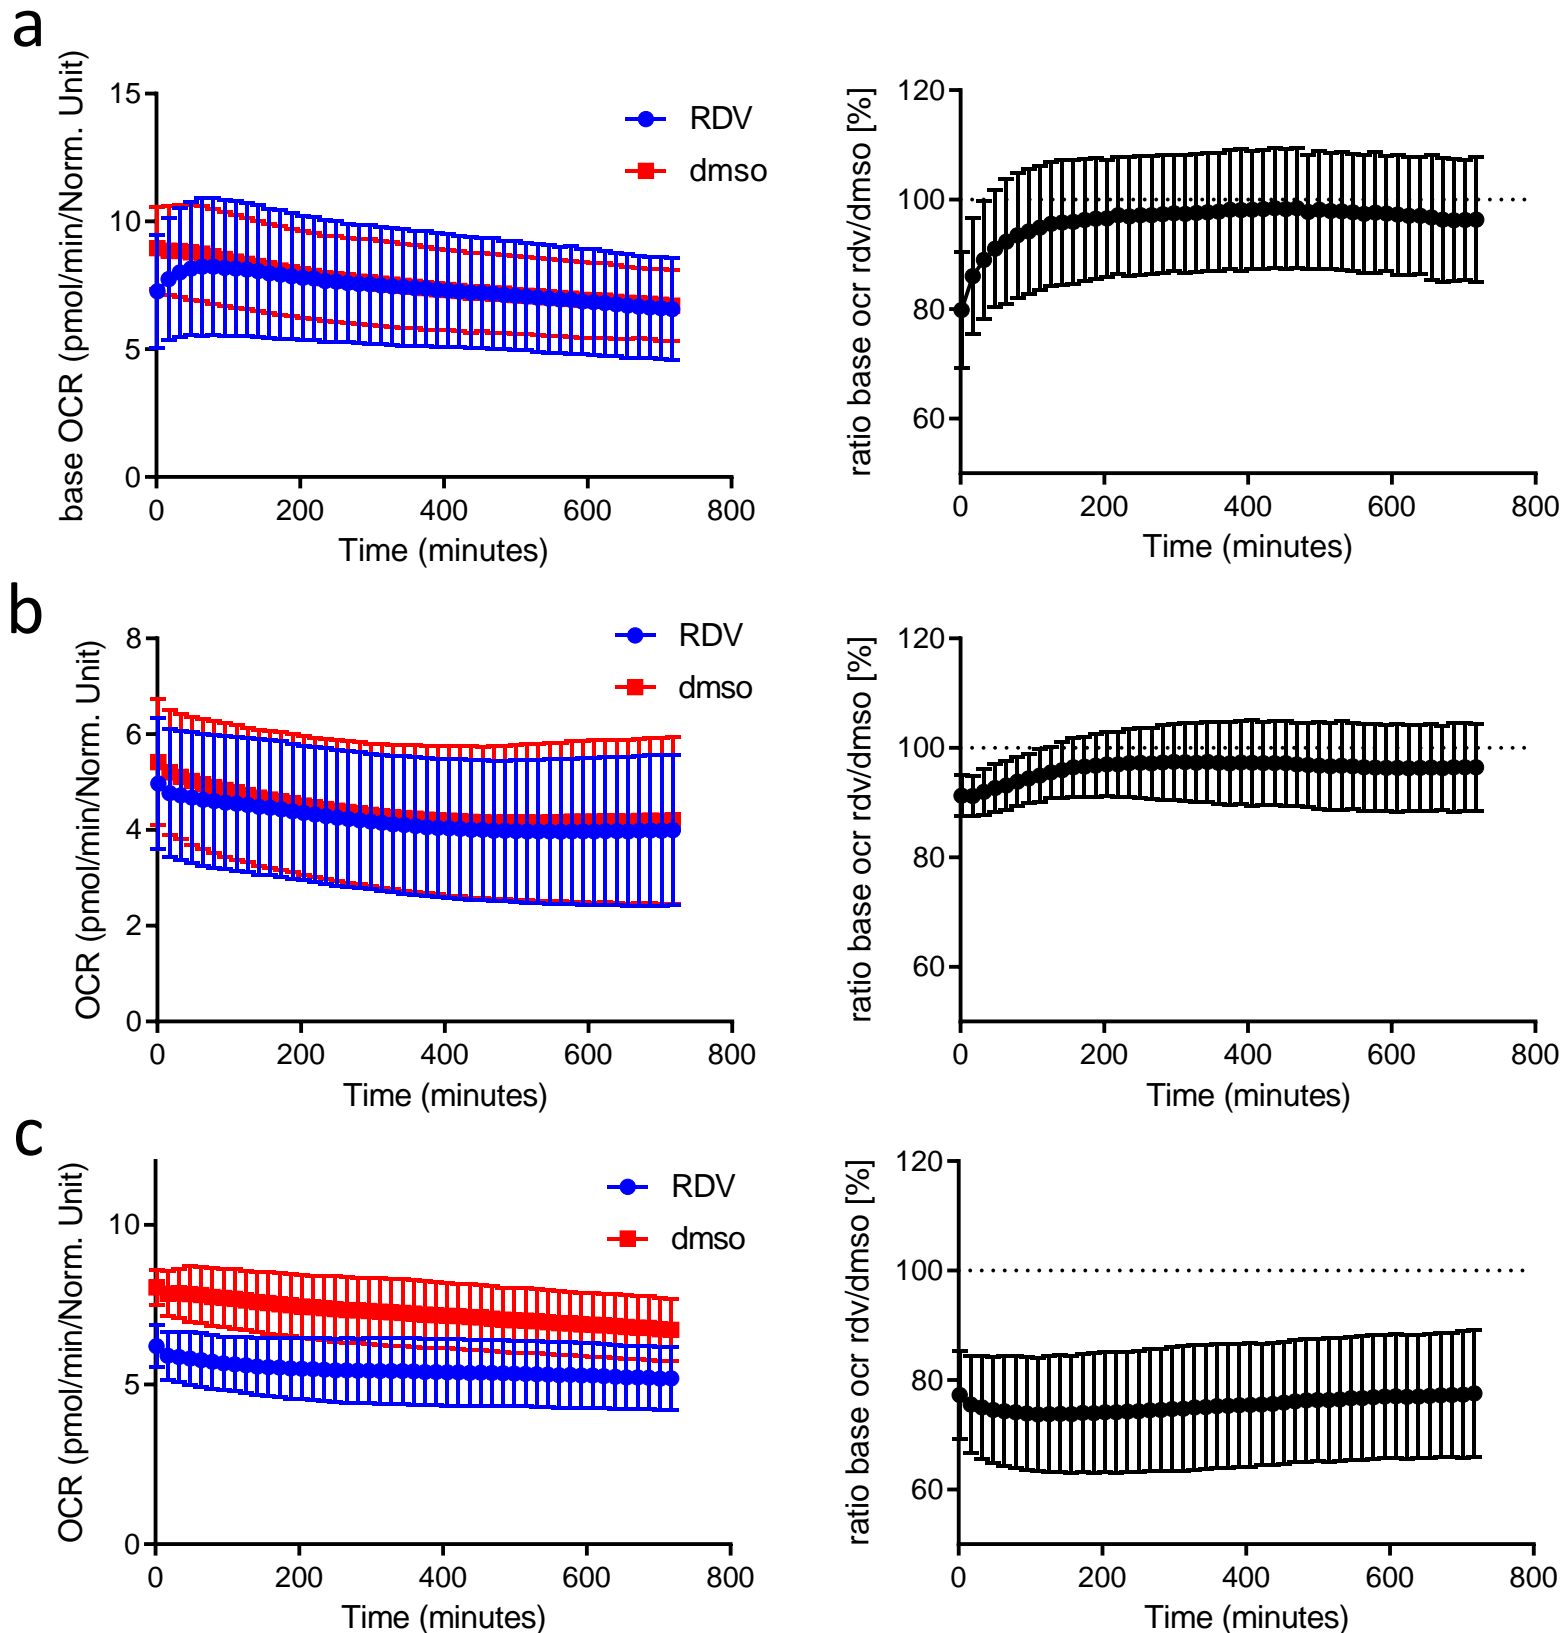 a
base OCR (pmol/min/Norm. Unit)
15
10
5
0
0 200 400 600 800
Time (minutes)
RDV
dmso
ratio base ocr rdv/dmso [%]
120
100
80
60
0 200 400 600 800
Time (minutes)
b
OCR (pmol/min/Norm. Unit)
8
6
4
2
0
0 200 400 600 800
Time (minutes)
RDV
dmso
ratio base ocr rdv/dmso [%]
120
100
80
60
0 200 400 600 800
Time (minutes)
c
OCR (pmol/min/Norm. Unit)
10
5
0
0 200 400 600 800
Time (minutes)
RDV
dmso
ratio base ocr rdv/dmso [%]
120
100
80
60
0 200 400 600 800
Time (minutes)